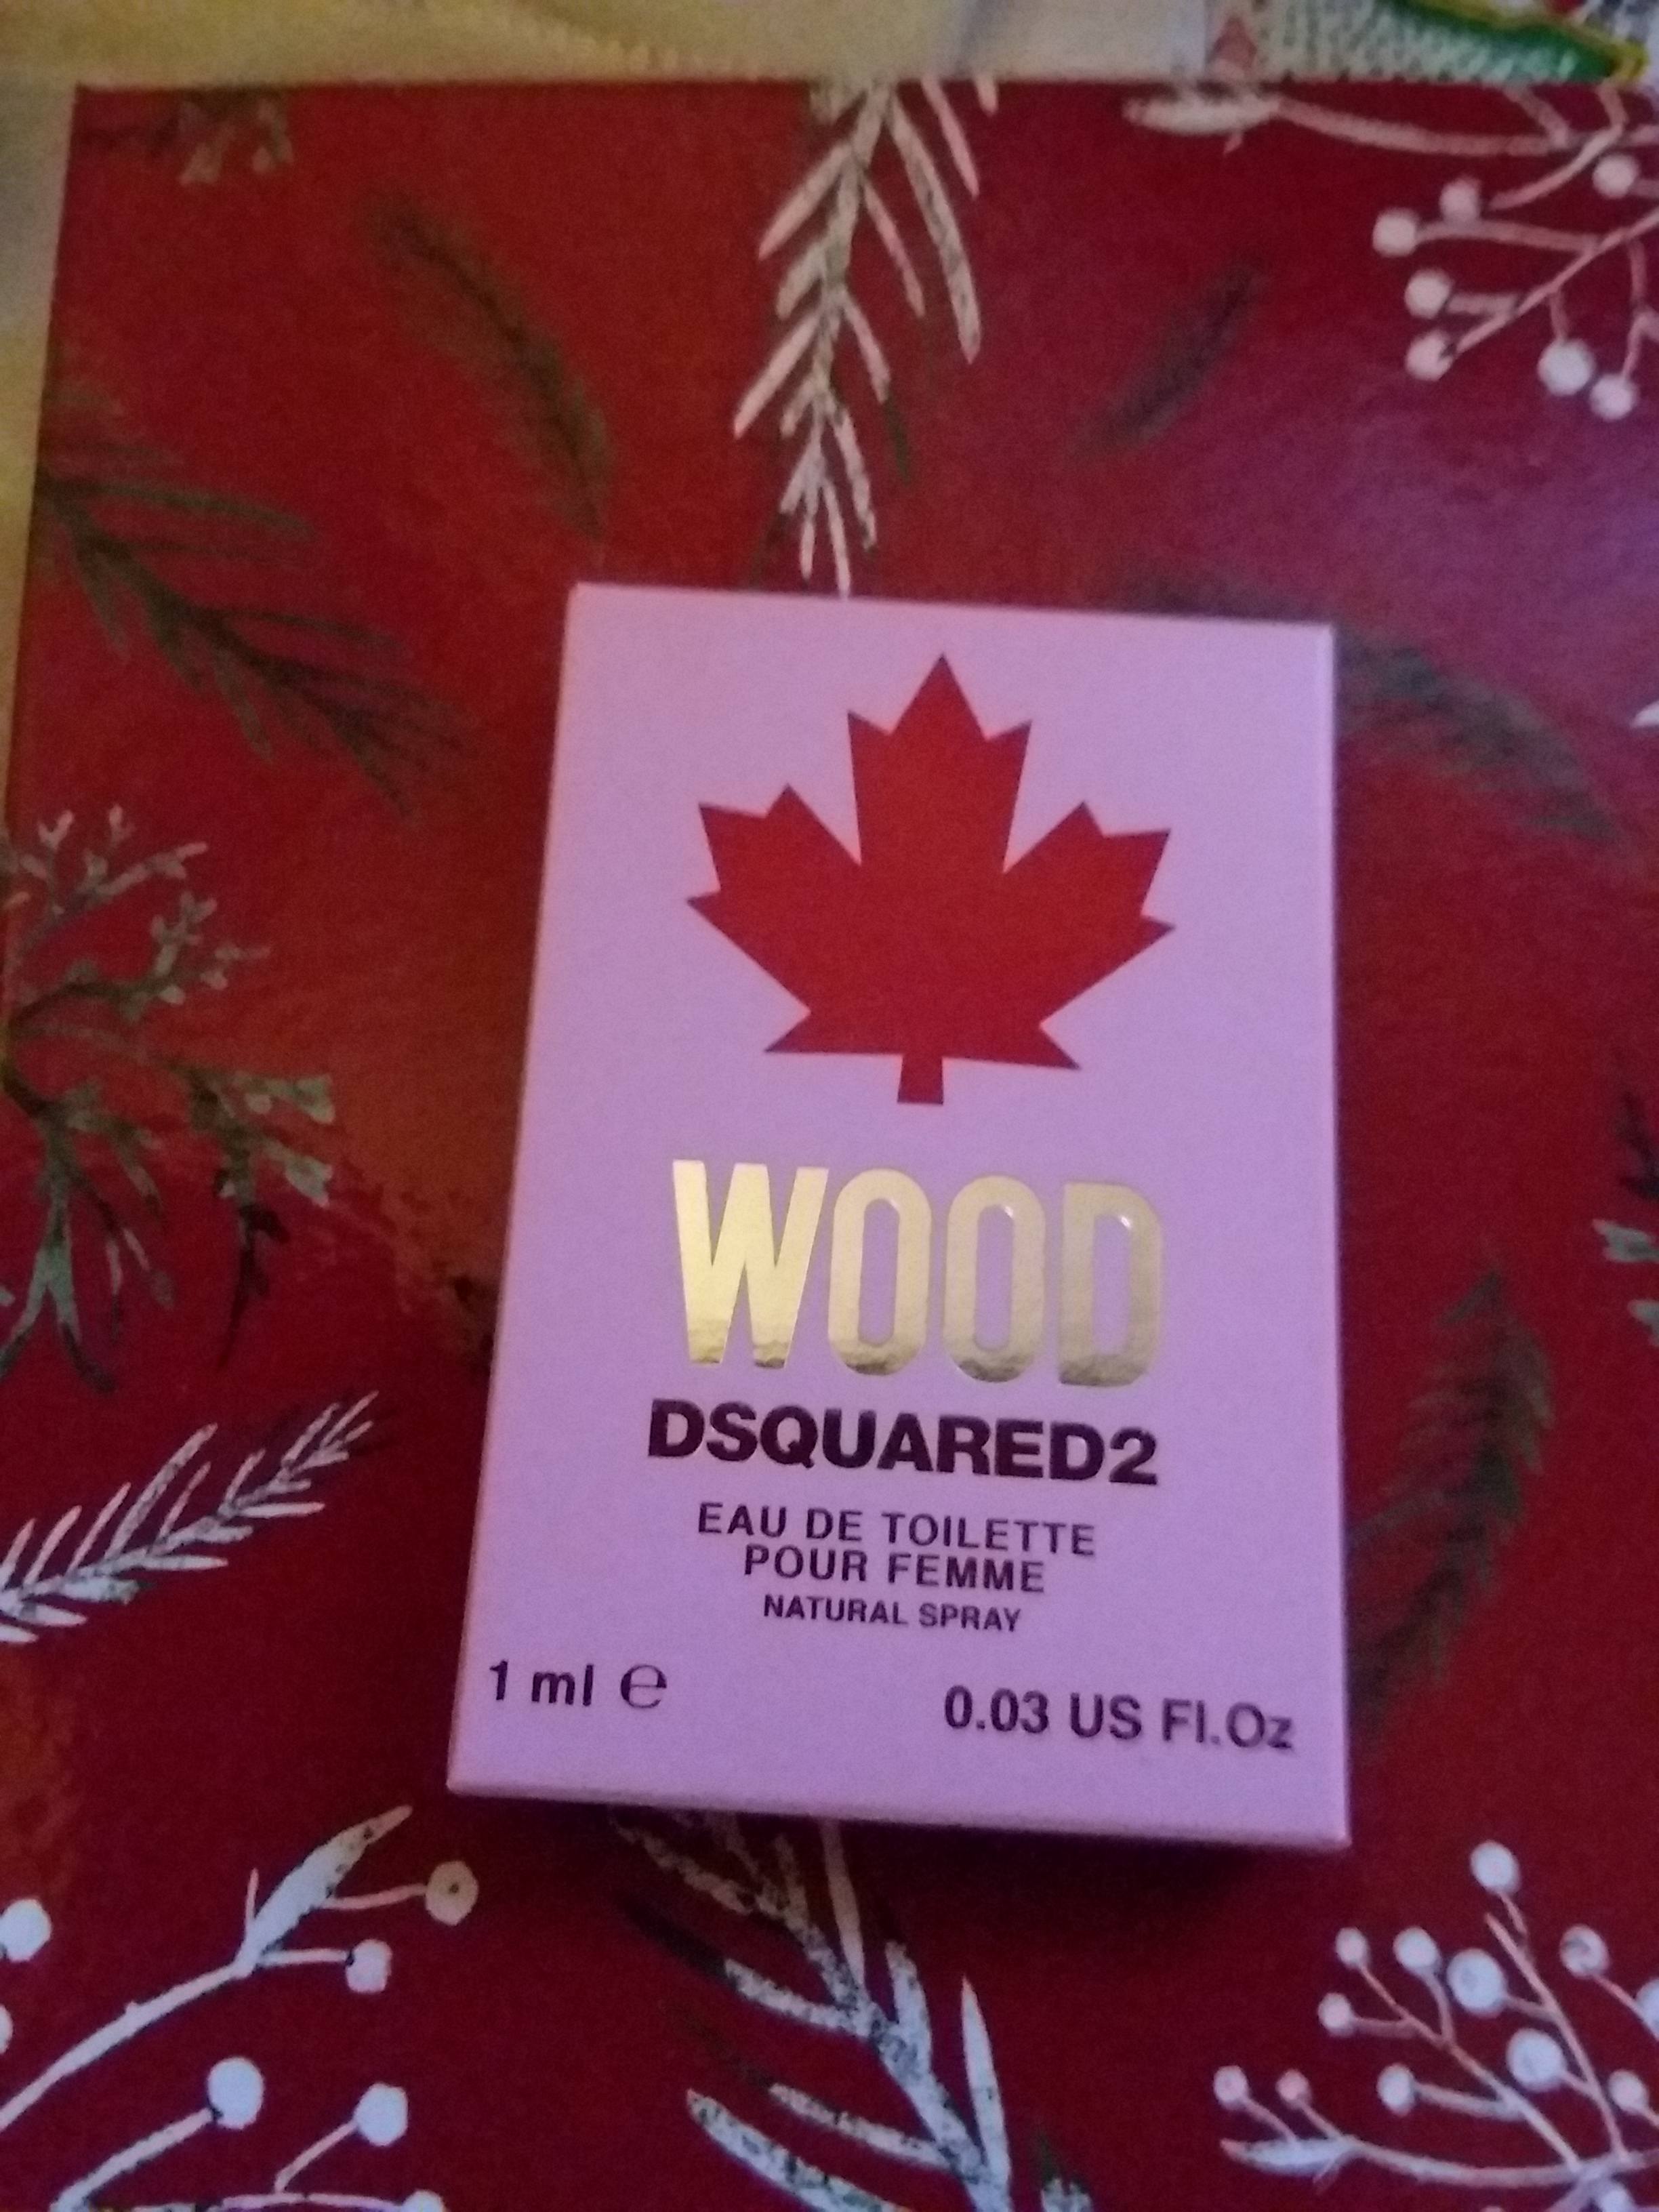 WOOD
DSQUARED2
EAU DE TOILETTE
POUR FEMME
NATURAL SPRAY
1 ml ℮ 0.03 US Fl.Oz